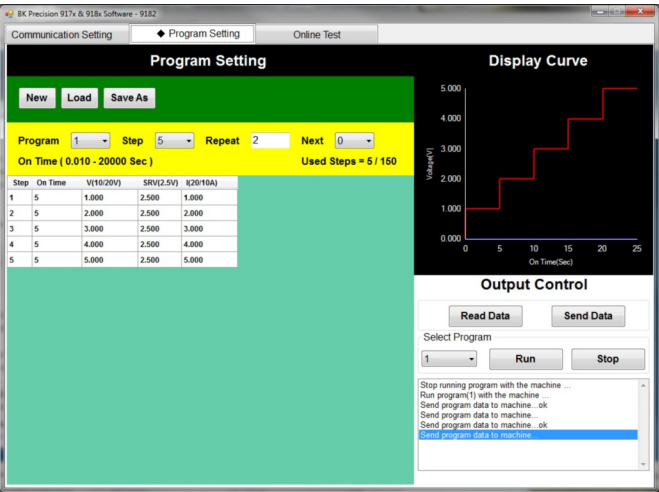 BK Precision 917x & 918x Software - 9182
Communication Setting
◆ Program Setting
Online Test
Program Setting
New Load Save As
Program 1 Step 5 Repeat 2 Next 0
On Time ( 0.010 - 20000 Sec ) Used Steps = 5 / 150
Step On Time V(10/20V) SRV(2.5V) I(20/10A)
1 5 1.000 2.500 1.000
2 5 2.000 2.500 2.000
3 5 3.000 2.500 3.000
4 5 4.000 2.500 4.000
5 5 5.000 2.500 5.000
Display Curve
Voltage(V)
5.000
4.000
3.000
2.000
1.000
0.000
0 5 10 15 20 25
On Time(Sec)
Output Control
Read Data Send Data
Select Program
1 Run Stop
Stop running program with the machine ...
Run program(1) with the machine ...
Send program data to machine...ok
Send program data to machine...
Send program data to machine...ok
Send program data to machine...